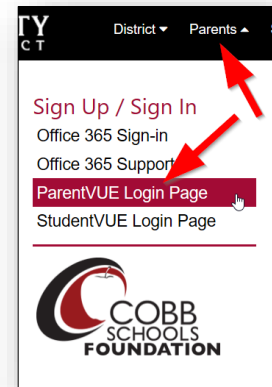 TY
CT
District Parents
Sign Up / Sign In
Office 365 Sign-in
Office 365 Support
ParentVUE Login Page
StudentVUE Login Page
COBB
SCHOOLS
FOUNDATION